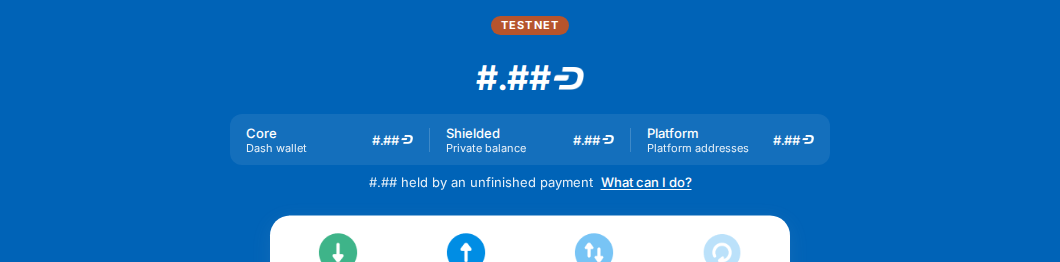 TESTNET
#.##
Core
Dash wallet
#.##
Shielded
Private balance
#.##
Platform
Platform addresses
#.##
#.## held by an unfinished payment What can I do?